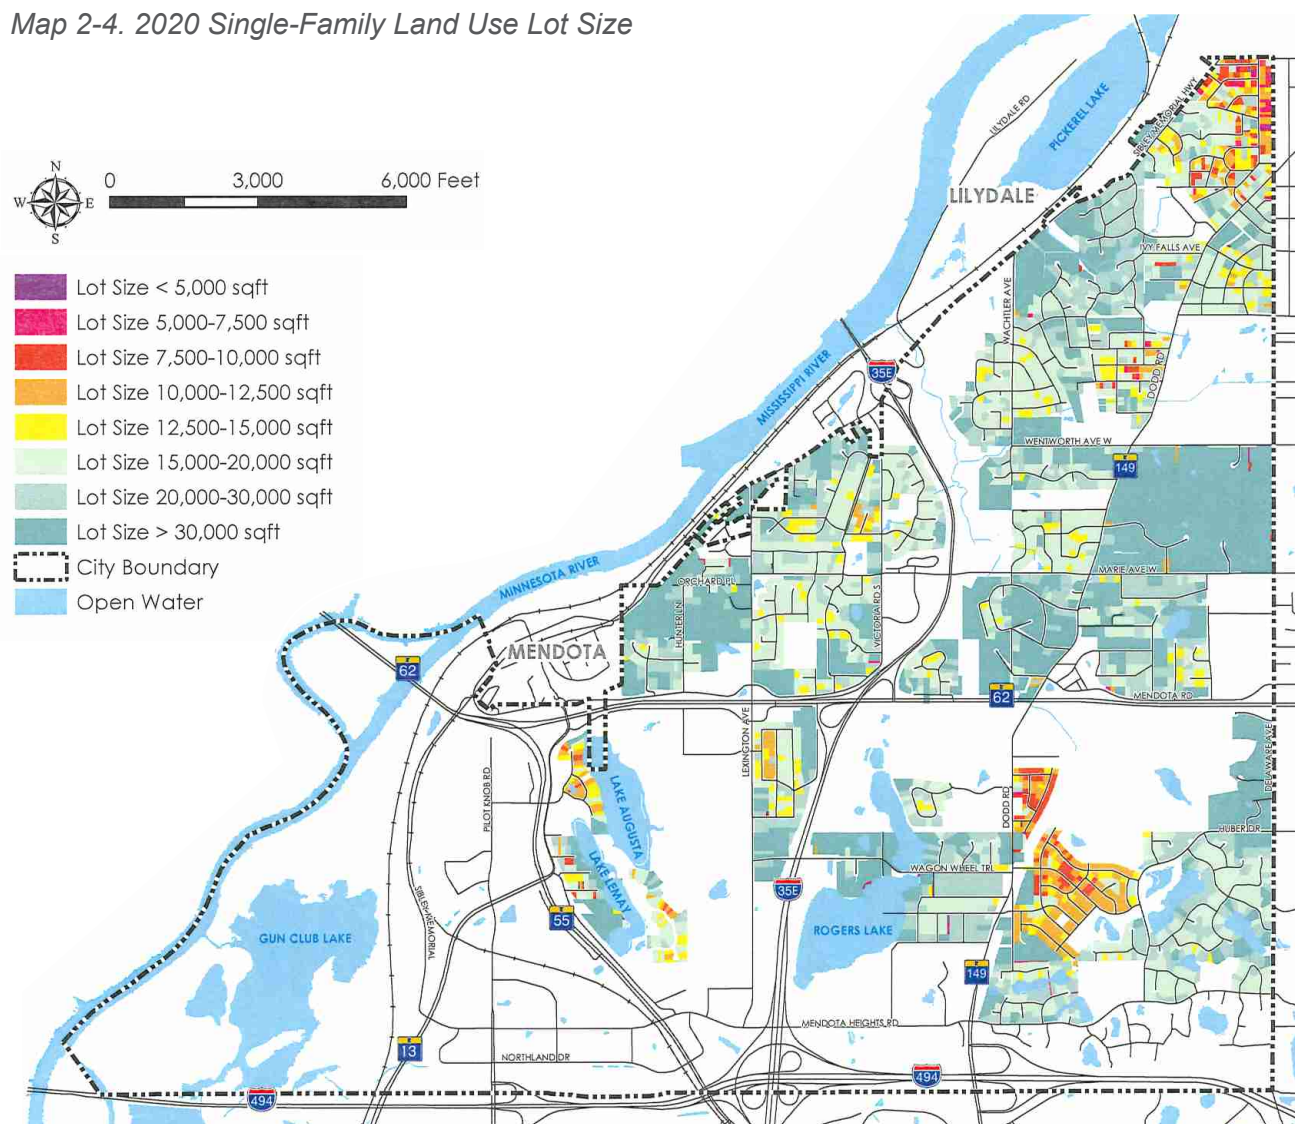 Map 2-4. 2020 Single-Family Land Use Lot Size
N
W E
S
0 3,000 6,000 Feet
Lot Size < 5,000 sqft
Lot Size 5,000-7,500 sqft
Lot Size 7,500-10,000 sqft
Lot Size 10,000-12,500 sqft
Lot Size 12,500-15,000 sqft
Lot Size 15,000-20,000 sqft
Lot Size 20,000-30,000 sqft
Lot Size > 30,000 sqft
City Boundary
Open Water
SIBLEY MEMORIAL HWY
LILYDALE RD
PICKEREL LAKE
LILYDALE
IVY FALLS AVE
WACHTLER AVE
DODD RD
35E
MISSISSIPPI RIVER
WENTWORTH AVE W
149
MINNESOTA RIVER
ORCHARD PL
MARIE AVE W
HUNTER LN
VICTORIA RD S
MENDOTA
62
62
MENDOTA RD
LEXINGTON AVE
DELAWARE AVE
PILOT KNOB RD
LAKE AUGUSTA
DODD RD
HUBER DR
LAKE LEMAY
WAGON WHEEL TRL
35E
SIBLEY MEMORIAL
55
GUN CLUB LAKE
ROGERS LAKE
149
MENDOTA HEIGHTS RD
13
NORTHLAND DR
494
494